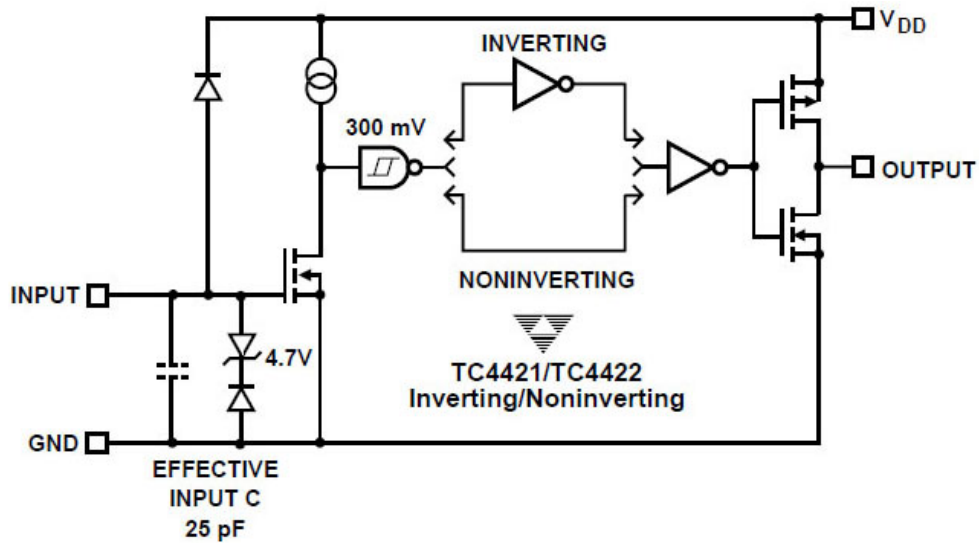 V DD
INVERTING
300 mV
OUTPUT
NONINVERTING
INPUT
4.7V
TC4421/TC4422
Inverting/Noninverting
GND
EFFECTIVE
INPUT C
25 pF